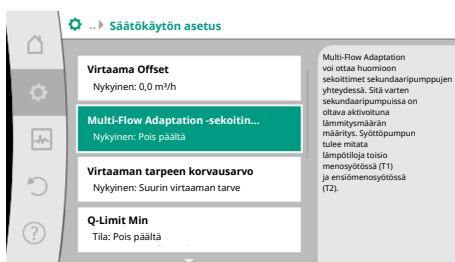 ..▸ Säätökäytön asetus
Virtaama Offset
Nykyinen: 0,0 m³/h
Multi-Flow Adaptation -sekoitin...
Nykyinen: Pois päältä
Virtaaman tarpeen korvausarvo
Nykyinen: Suurin virtaaman tarve
Q-Limit Min
Tila: Pois päältä
Multi-Flow Adaptation
voi ottaa huomioon
sekoittimet sekundaaripumppujen
yhteydessä. Sitä varten
sekundaaripumpuissa on
oltava aktivoituna
lämmitysmäärän
määritys. Syöttöpumpun
tulee mitata
lämpötiloja toisio
menosyötössä (T1)
ja ensiömenosyötössä
(T2).
?